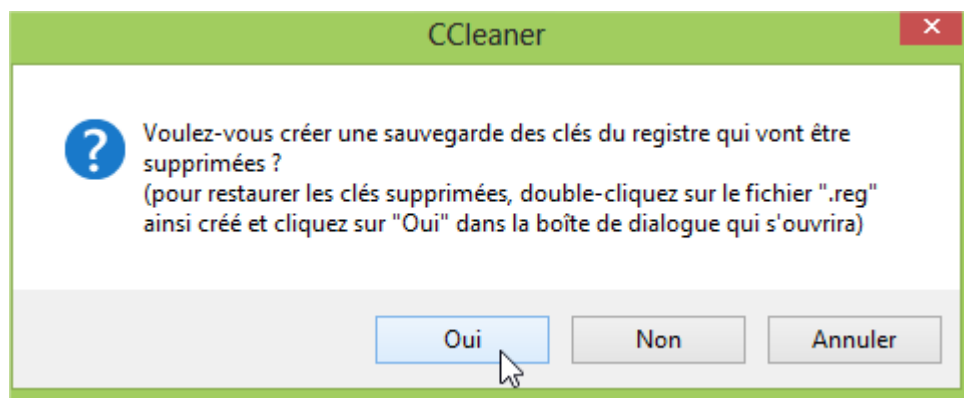 CCleaner
Voulez-vous créer une sauvegarde des clés du registre qui vont être
supprimées ?
(pour restaurer les clés supprimées, double-cliquez sur le fichier ".reg"
ainsi créé et cliquez sur "Oui" dans la boîte de dialogue qui s'ouvrira)
Oui
Non
Annuler